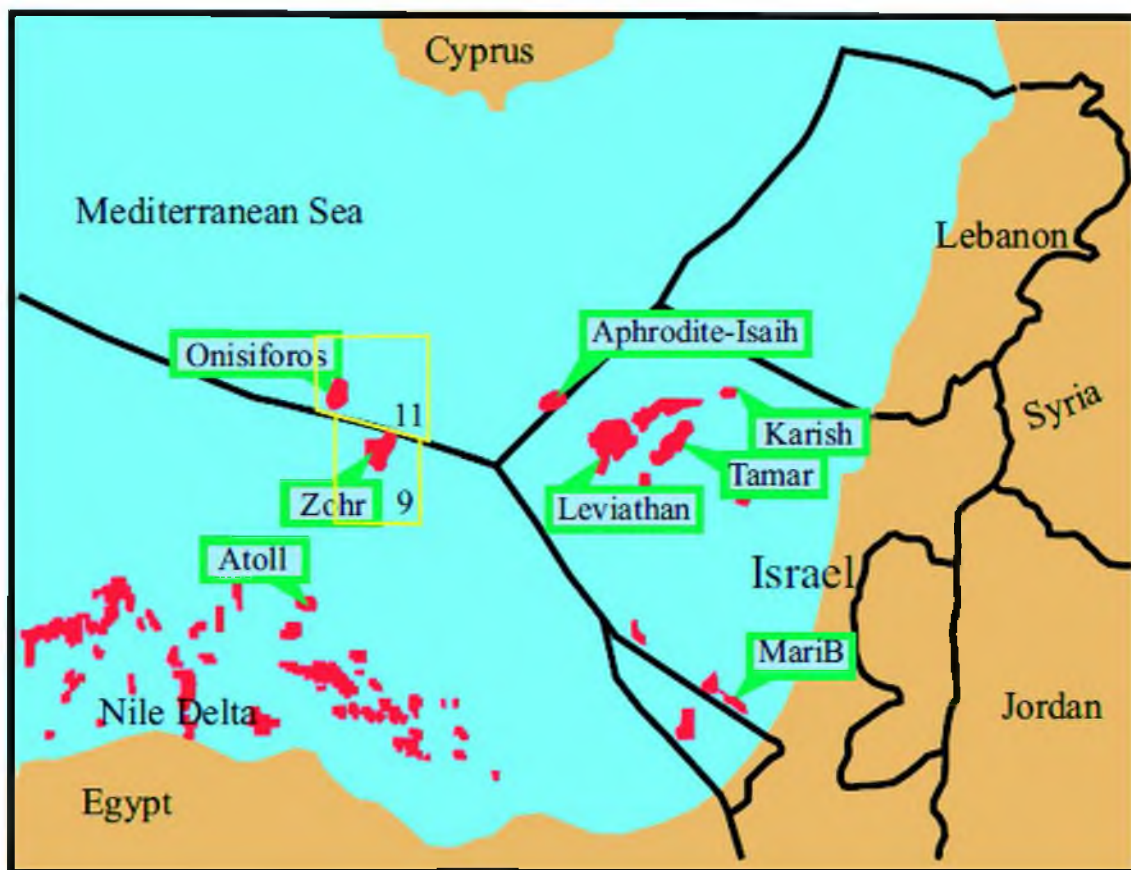 Cyprus
Mediterranean Sea
Lebanon
Onisiforos
Aphrodite-Isaih
11
Karish
Syria
Tamar
Zohr
9
Leviathan
Atoll
Israel
MariB
Nile Delta
Jordan
Egypt